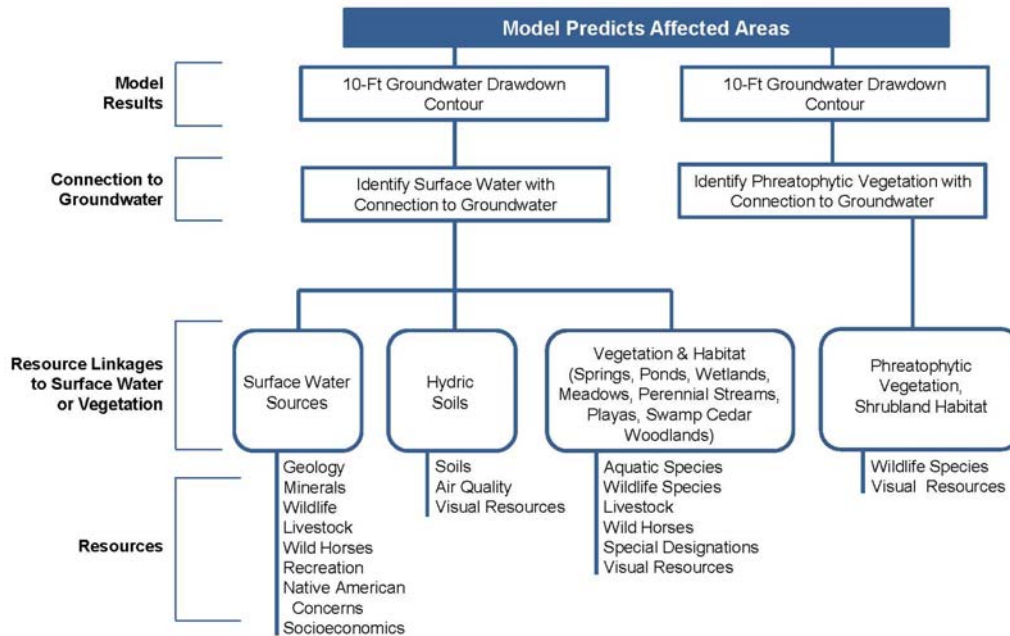 Model Predicts Affected Areas
Model
Results
10-Ft Groundwater Drawdown
Contour
10-Ft Groundwater Drawdown
Contour
Connection to
Groundwater
Identify Surface Water with
Connection to Groundwater
Identify Phreatophytic Vegetation with
Connection to Groundwater
Resource Linkages
to Surface Water
or Vegetation
Surface Water
Sources
Hydric
Soils
Vegetation & Habitat
(Springs, Ponds, Wetlands,
Meadows, Perennial Streams,
Playas, Swamp Cedar
Woodlands)
Phreatophytic
Vegetation,
Shrubland Habitat
Resources
Geology
Minerals
Wildlife
Livestock
Wild Horses
Recreation
Native American
Concerns
Socioeconomics
Soils
Air Quality
Visual Resources
Aquatic Species
Wildlife Species
Livestock
Wild Horses
Special Designations
Visual Resources
Wildlife Species
Visual Resources